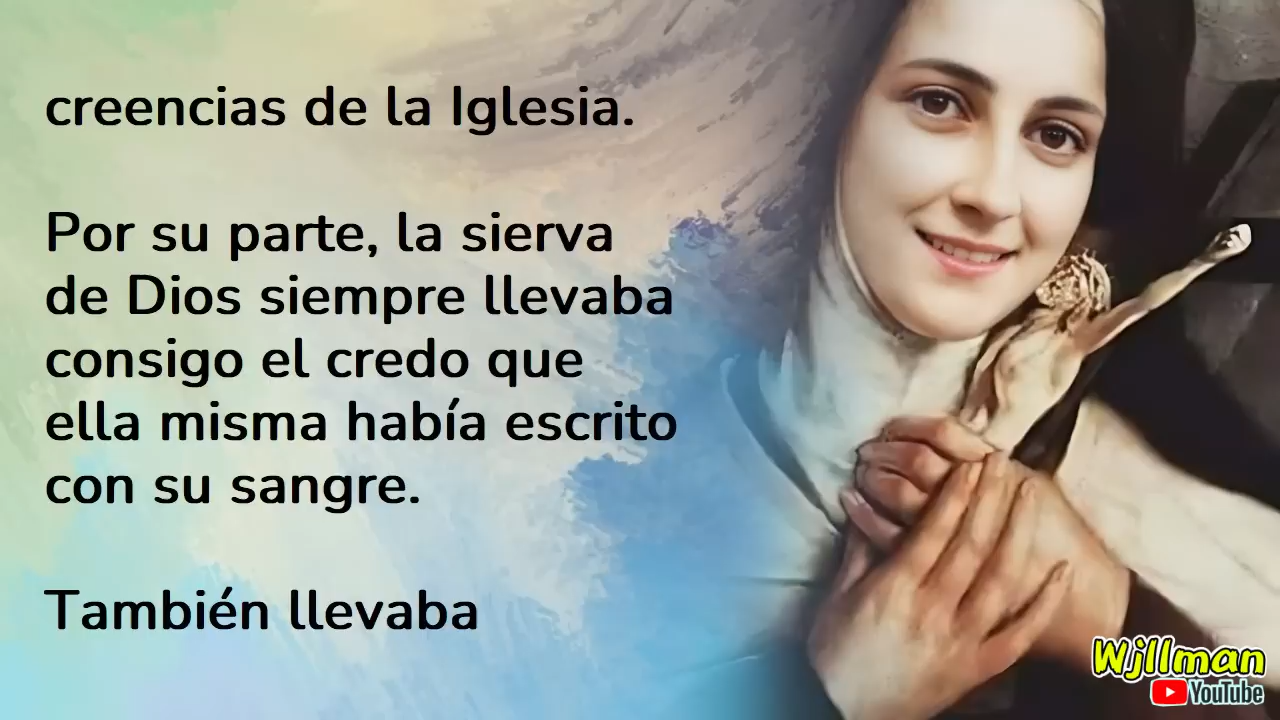 creencias de la Iglesia.
Por su parte, la sierva
de Dios siempre llevaba
consigo el credo que
ella misma había escrito
con su sangre.
También llevaba
Wjllman
YouTube